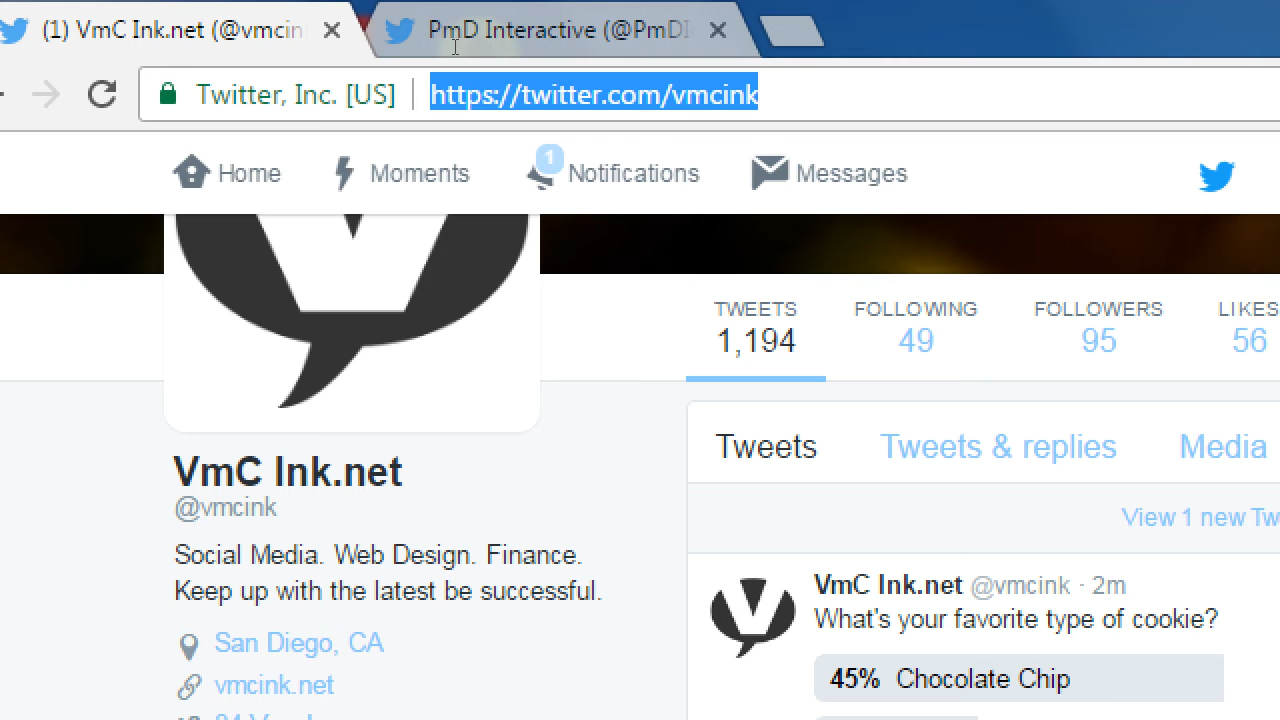 (1) VmC Ink.net (@vmcin
PmD Interactive (@PmDI
Twitter, Inc. [US]
https://twitter.com/vmcink
Home
Moments
1
Notifications
Messages
TWEETS
1,194
FOLLOWING
49
FOLLOWERS
95
LIKES
56
Tweets
Tweets & replies
Media
View 1 new Tw
VmC Ink.net
@vmcink
Social Media. Web Design. Finance.
Keep up with the latest be successful.
San Diego, CA
vmcink.net
VmC Ink.net @vmcink · 2m
What's your favorite type of cookie?
45% Chocolate Chip